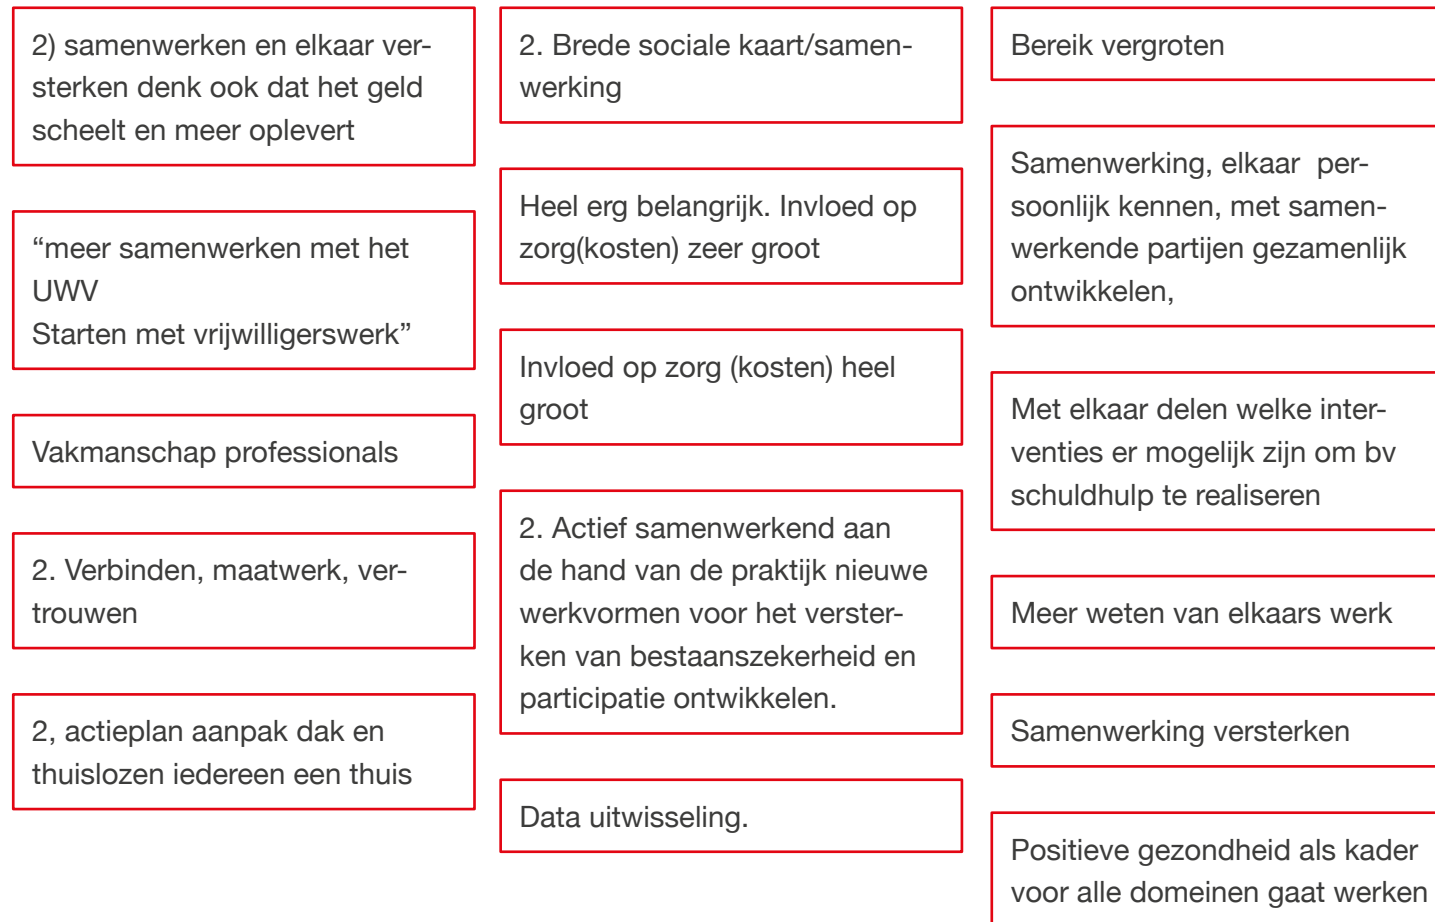 2) samenwerken en elkaar ver-
sterken denk ook dat het geld
scheelt en meer oplevert
“meer samenwerken met het
UWV
Starten met vrijwilligerswerk”
Vakmanschap professionals
2. Verbinden, maatwerk, ver-
trouwen
2, actieplan aanpak dak en
thuislozen iedereen een thuis
2. Brede sociale kaart/samen-
werking
Heel erg belangrijk. Invloed op
zorg(kosten) zeer groot
Invloed op zorg (kosten) heel
groot
2. Actief samenwerkend aan
de hand van de praktijk nieuwe
werkvormen voor het verster-
ken van bestaanszekerheid en
participatie ontwikkelen.
Data uitwisseling.
Bereik vergroten
Samenwerking, elkaar  per-
soonlijk kennen, met samen-
werkende partijen gezamenlijk
ontwikkelen,
Met elkaar delen welke inter-
venties er mogelijk zijn om bv
schuldhulp te realiseren
Meer weten van elkaars werk
Samenwerking versterken
Positieve gezondheid als kader
voor alle domeinen gaat werken